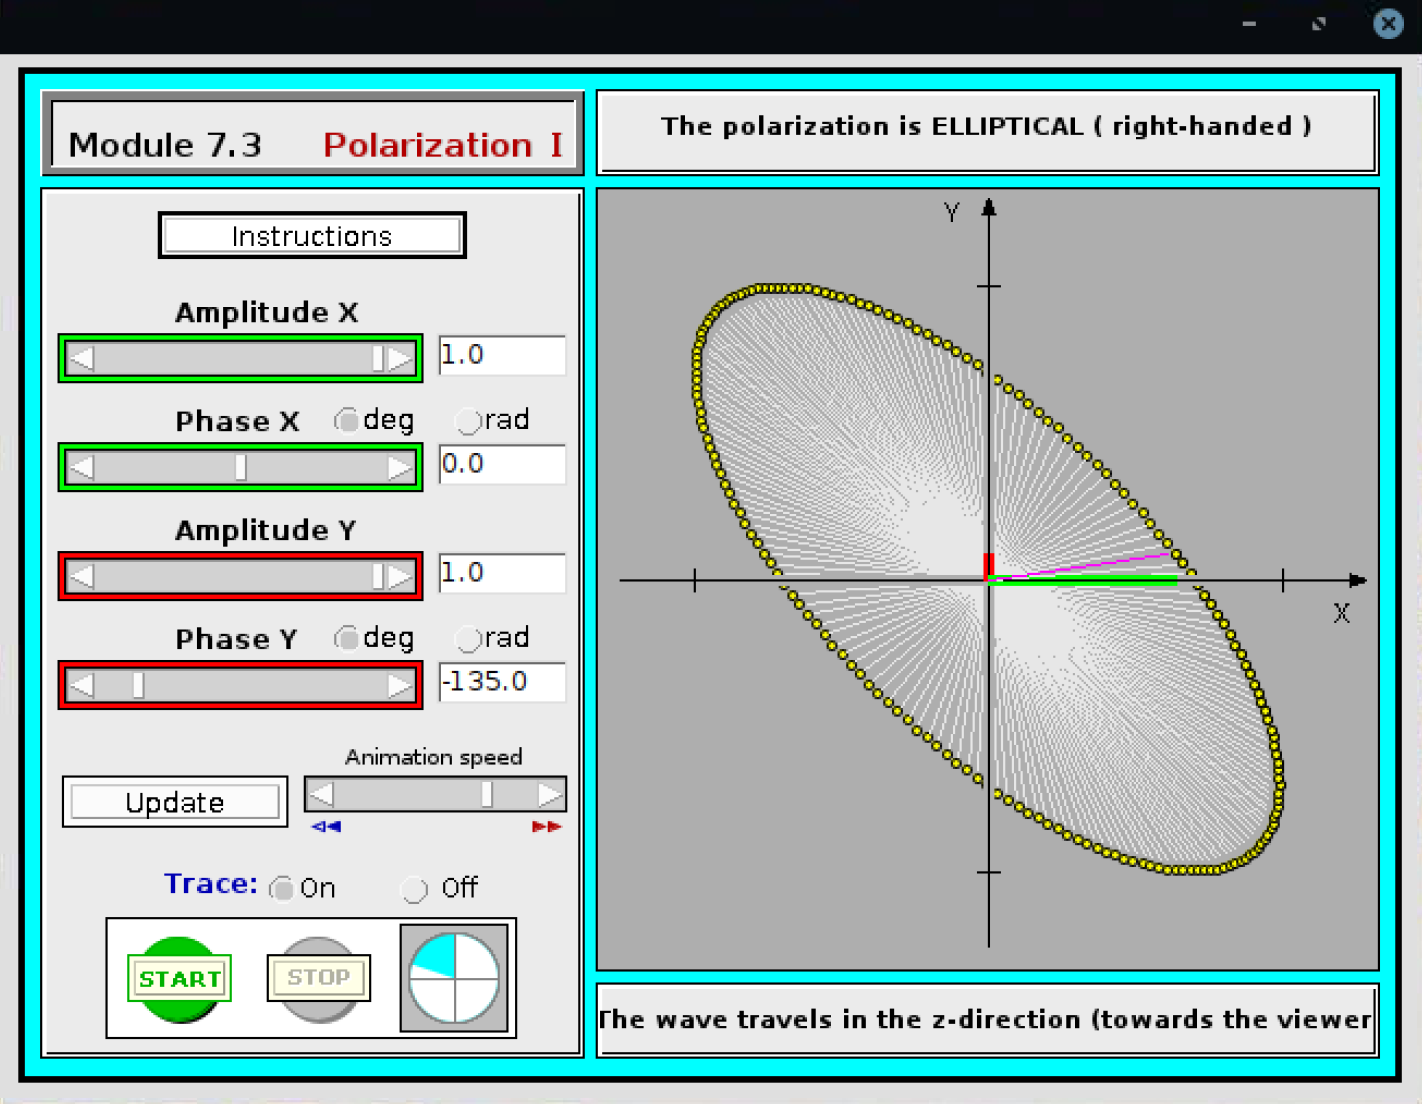 Module 7.3 Polarization I
The polarization is ELLIPTICAL ( right-handed )
Instructions
Amplitude X
1.0
Phase X deg rad
0.0
Amplitude Y
1.0
Phase Y deg rad
-135.0
Animation speed
Update
Trace: On Off
START STOP
Y
X
The wave travels in the z-direction (towards the viewer